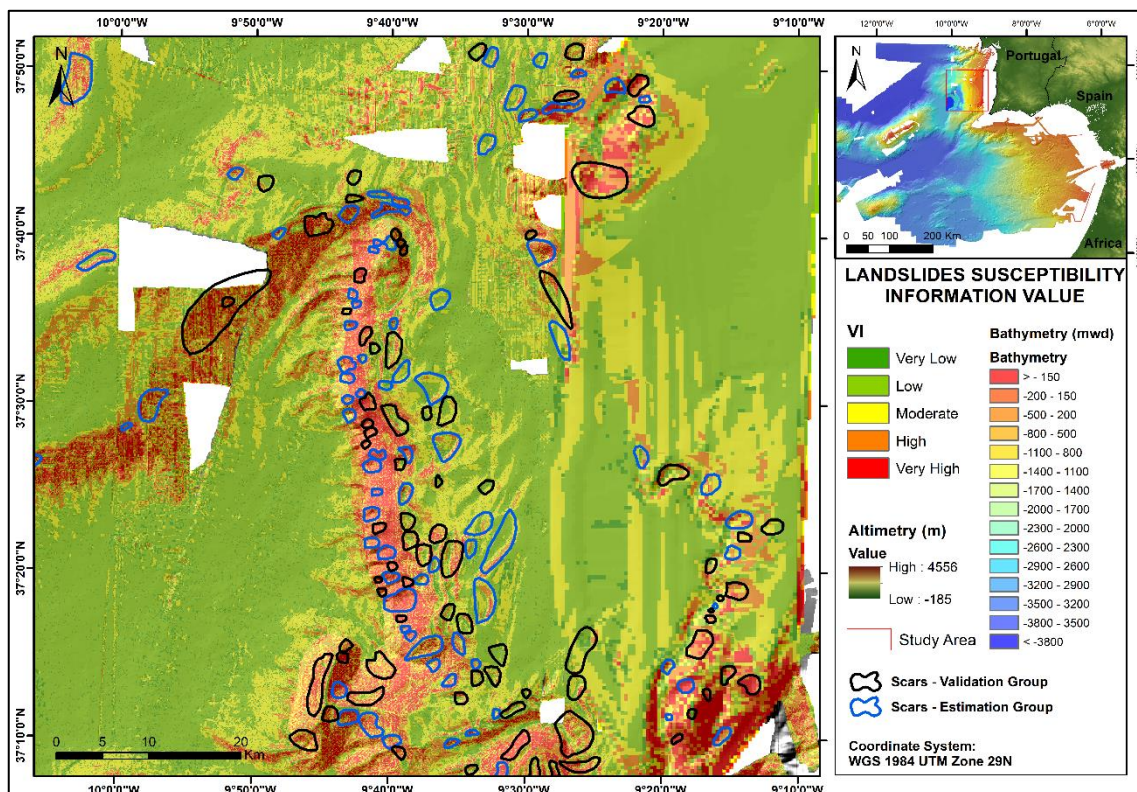 10°0'0"W 9°50'0"W 9°40'0"W 9°30'0"W 9°20'0"W 9°10'0"W
37°50'0"N
37°40'0"N
37°30'0"N
37°20'0"N
37°10'0"N
N
0 5 10 20
Km
10°0'0"W 9°50'0"W 9°40'0"W 9°30'0"W 9°20'0"W 9°10'0"W
12°0'0"W 10°0'0"W 8°0'0"W 6°0'0"W
N
Portugal
Spain
Africa
0 100 200 Km
LANDSLIDES SUSCEPTIBILITY
INFORMATION VALUE
VI
Very Low
Low
Moderate
High
Very High
Altimetry (m)
Value
High : 4556
Low : -185
Study Area
Bathymetry (mwd)
Bathymetry
> - 150
-200 - 150
-500 - 200
-800 - 500
-1100 - 800
-1400 - 1100
-1700 - 1400
-2000 - 1700
-2300 - 2000
-2600 - 2300
-2900 - 2600
-3200 - 2900
-3500 - 3200
-3800 - 3500
< -3800
Scars - Validation Group
Scars - Estimation Group
Coordinate System:
WGS 1984 UTM Zone 29N